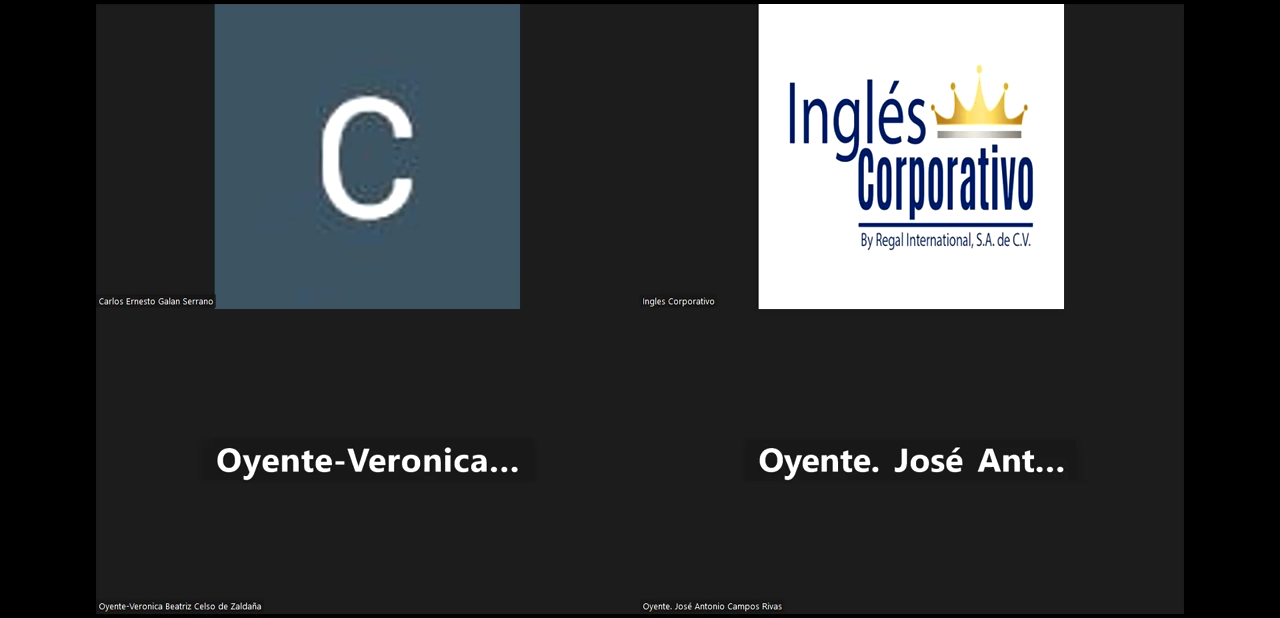 C
Carlos Ernesto Galan Serrano
Inglés
Corporativo
By Regal International, S.A. de C.V.
Ingles Corporativo
Oyente-Veronica...
Oyente-Veronica Beatriz Celso de Zaldaña
Oyente. José Ant...
Oyente. José Antonio Campos Rivas